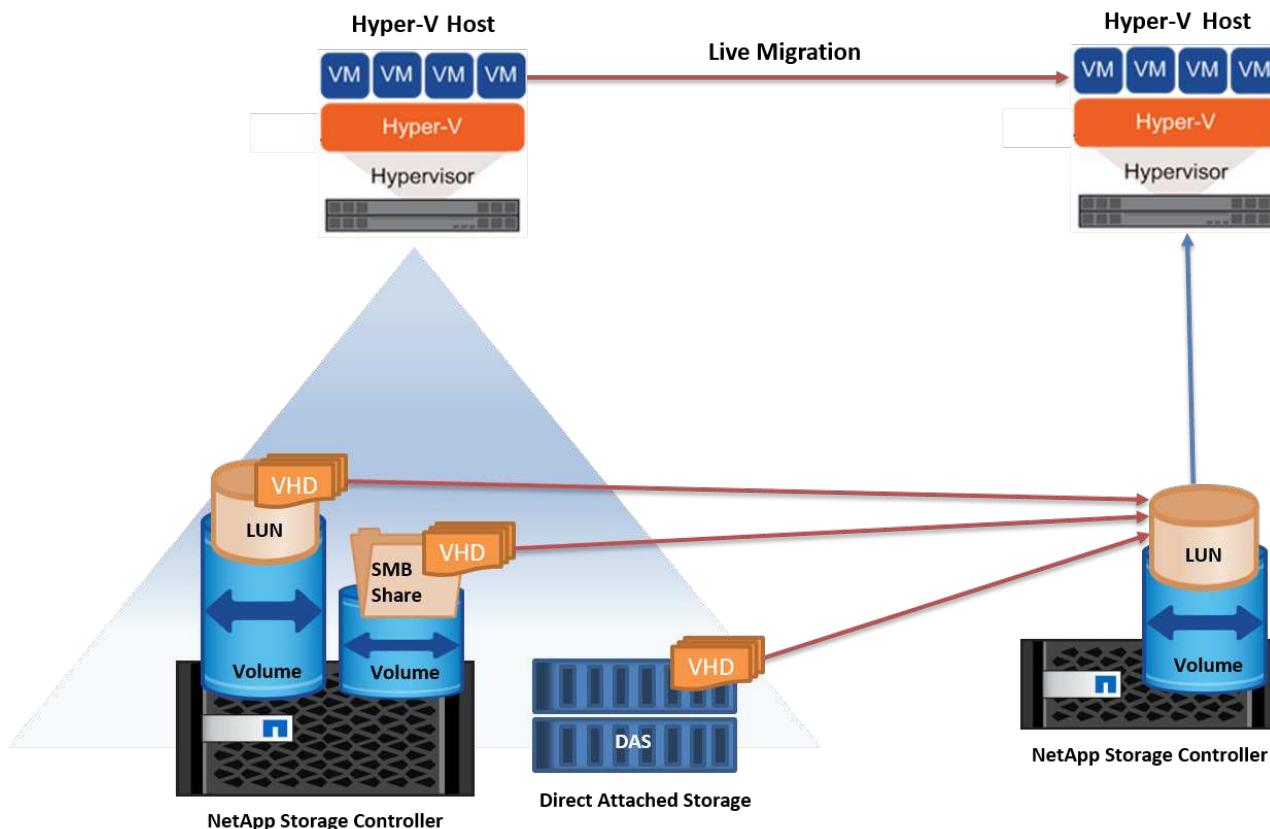 Hyper-V Host
Hyper-V Host
Live Migration
VM VM VM VM
VM VM VM VM
Hyper-V
Hyper-V
Hypervisor
Hypervisor
VHD
LUN
VHD
SMB
Share
LUN
VHD
Volume
Volume
Volume
DAS
NetApp Storage Controller
Direct Attached Storage
NetApp Storage Controller